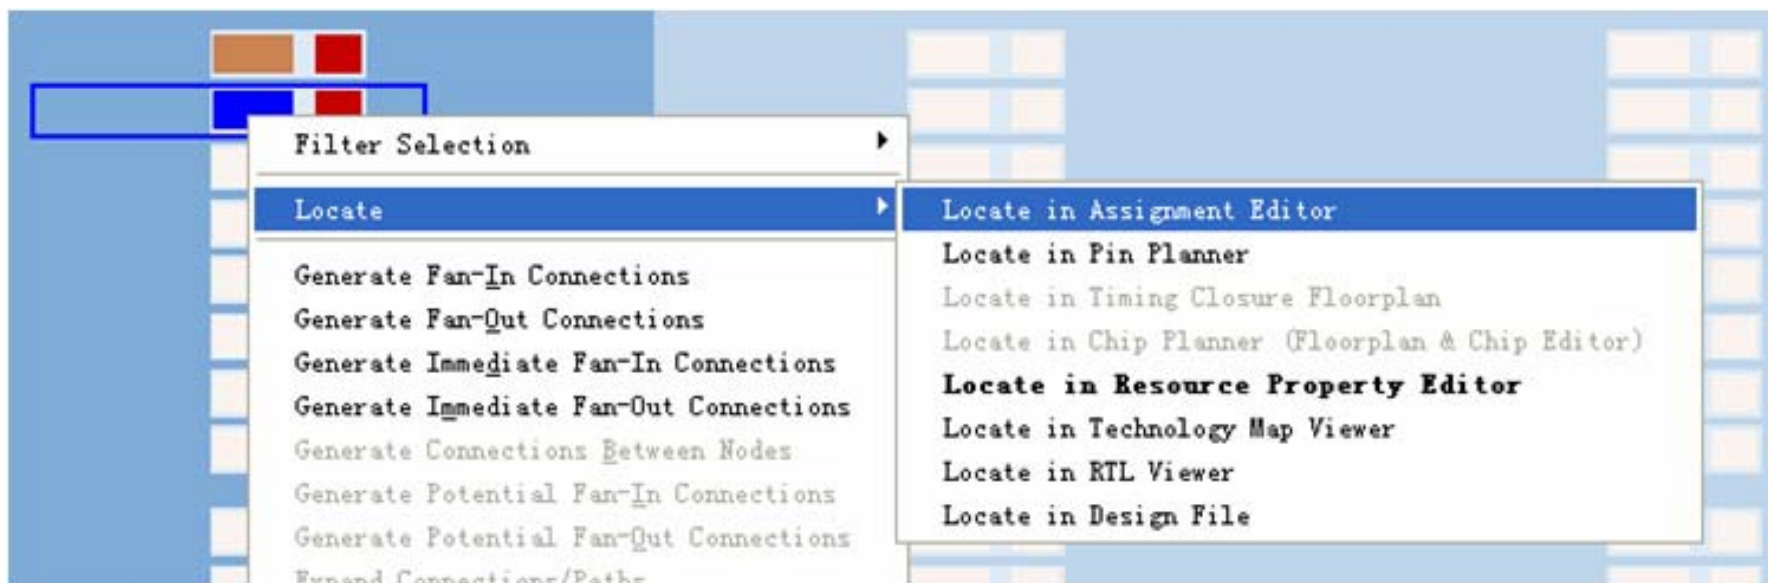 Filter Selection
Locate
Generate Fan-In Connections
Generate Fan-Out Connections
Generate Immediate Fan-In Connections
Generate Immediate Fan-Out Connections
Generate Connections Between Nodes
Generate Potential Fan-In Connections
Generate Potential Fan-Out Connections
Expand Connections/Paths
Locate in Assignment Editor
Locate in Pin Planner
Locate in Timing Closure Floorplan
Locate in Chip Planner (Floorplan & Chip Editor)
Locate in Resource Property Editor
Locate in Technology Map Viewer
Locate in RTL Viewer
Locate in Design File